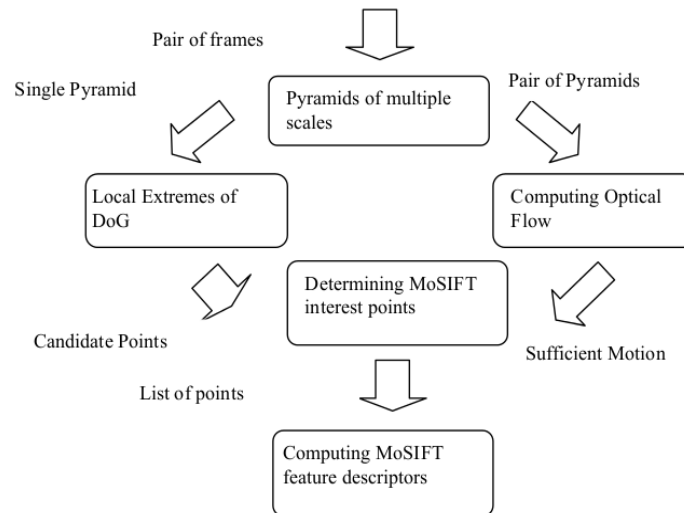 Pair of frames
Single Pyramid
Pair of Pyramids
Pyramids of multiple
scales
Local Extremes of
DoG
Computing Optical
Flow
Determining MoSIFT
interest points
Candidate Points
Sufficient Motion
List of points
Computing MoSIFT
feature descriptors